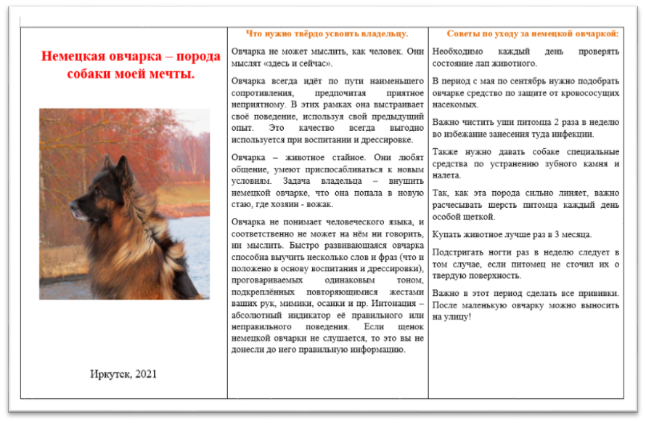 Немецкая овчарка – порода
собаки моей мечты.
Иркутск, 2021
Что нужно твёрдо усвоить владельцу.
Овчарка не может мыслить, как человек. Они
мыслят «здесь и сейчас».
Овчарка всегда идёт по пути наименьшего
сопротивления, предпочитая приятное
неприятному. В этих рамках она выстраивает
своё поведение, используя свой предыдущий
опыт. Это качество всегда выгодно
используется при воспитании и дрессировке.
Овчарка – животное стайное. Они любят
общение, умеют приспосабливаться к новым
условиям. Задача владельца – внушить
немецкой овчарке, что она попала в новую
стаю, где хозяин - вожак.
Овчарка не понимает человеческого языка, и
соответственно не может на нём ни говорить,
ни мыслить. Быстро развивающаяся овчарка
способна выучить несколько слов и фраз (что и
положено в основу воспитания и дрессировки),
проговариваемых одинаковым тоном,
подкреплённых повторяющимися жестами
ваших рук, мимики, осанки и пр. Интонация –
абсолютный индикатор её правильного или
неправильного поведения. Если щенок
немецкой овчарки не слушается, то это вы не
донесли до него правильную информацию.
Советы по уходу за немецкой овчаркой:
Необходимо каждый день проверять
состояние лап животного.
В период с мая по сентябрь нужно подобрать
овчарке средство по защите от кровососущих
насекомых.
Важно чистить уши питомца 2 раза в неделю
во избежание занесения туда инфекции.
Также нужно давать собаке специальные
средства по устранению зубного камня и
налета.
Так, как эта порода сильно линяет, важно
расчесывать шерсть питомца каждый день
особой щеткой.
Купать животное лучше раз в 3 месяца.
Подстригать ногти раз в неделю следует в
том случае, если питомец не сточил их о
твердую поверхность.
Важно в этот период сделать все прививки.
После маленькую овчарку можно выносить
на улицу!